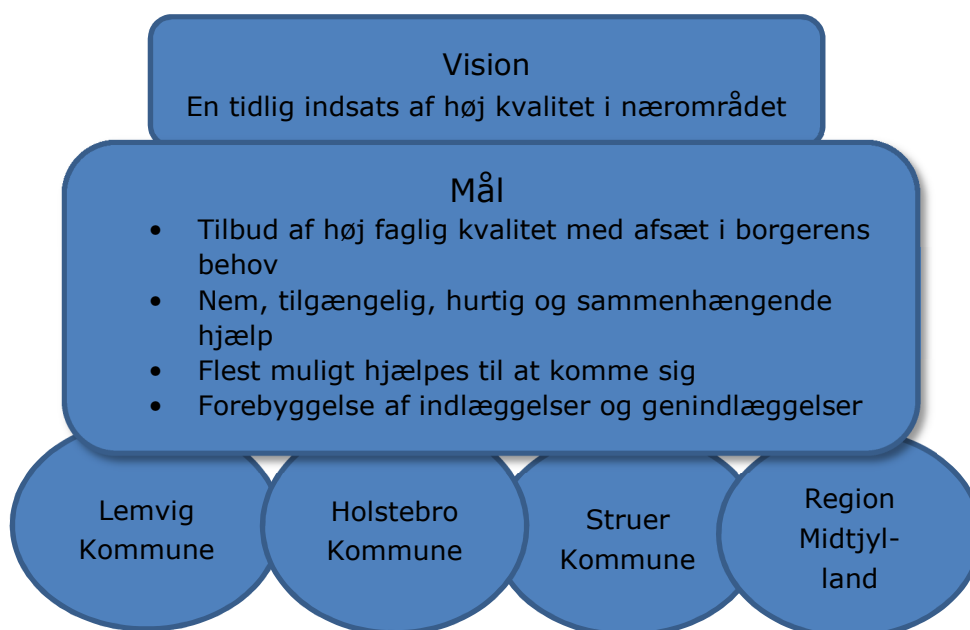 Vision
En tidlig indsats af høj kvalitet i nærområdet
Mål
• Tilbud af høj faglig kvalitet med afsæt i borgerens
behov
• Nem, tilgængelig, hurtig og sammenhængende
hjælp
• Flest muligt hjælpes til at komme sig
• Forebyggelse af indlæggelser og genindlæggelser
Lemvig
Kommune
Holstebro
Kommune
Struer
Kommune
Region
Midtjyl-
land